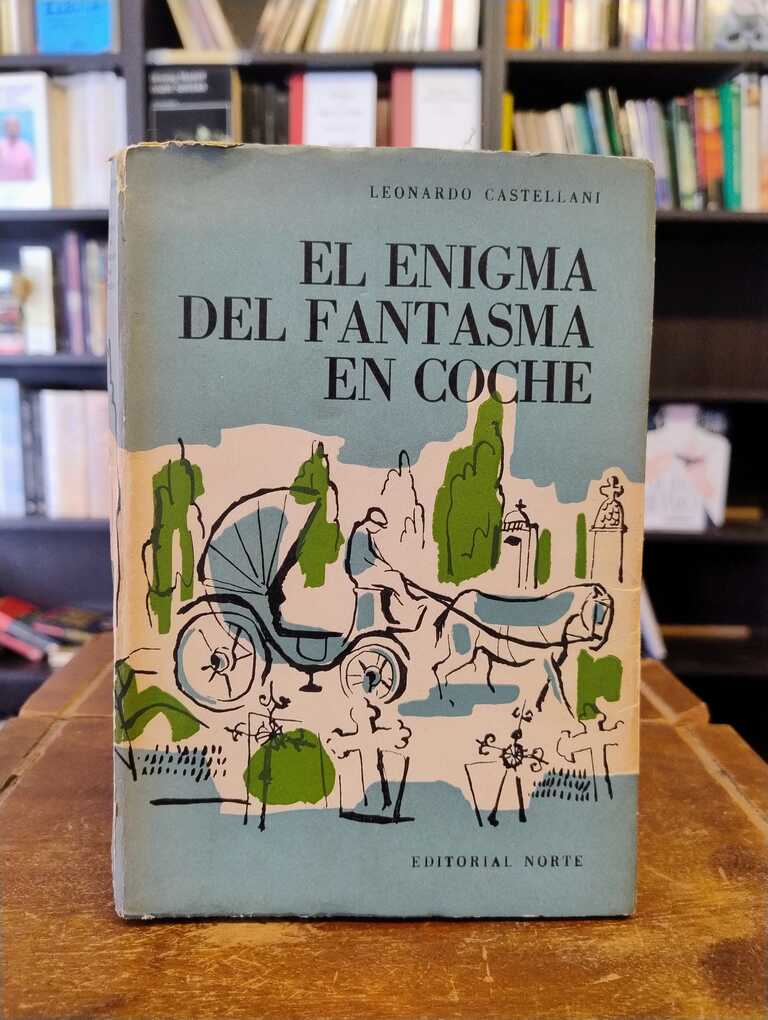 LEONARDO CASTELLANI
EL ENIGMA
DEL FANTASMA
EN COCHE
EDITORIAL NORTE